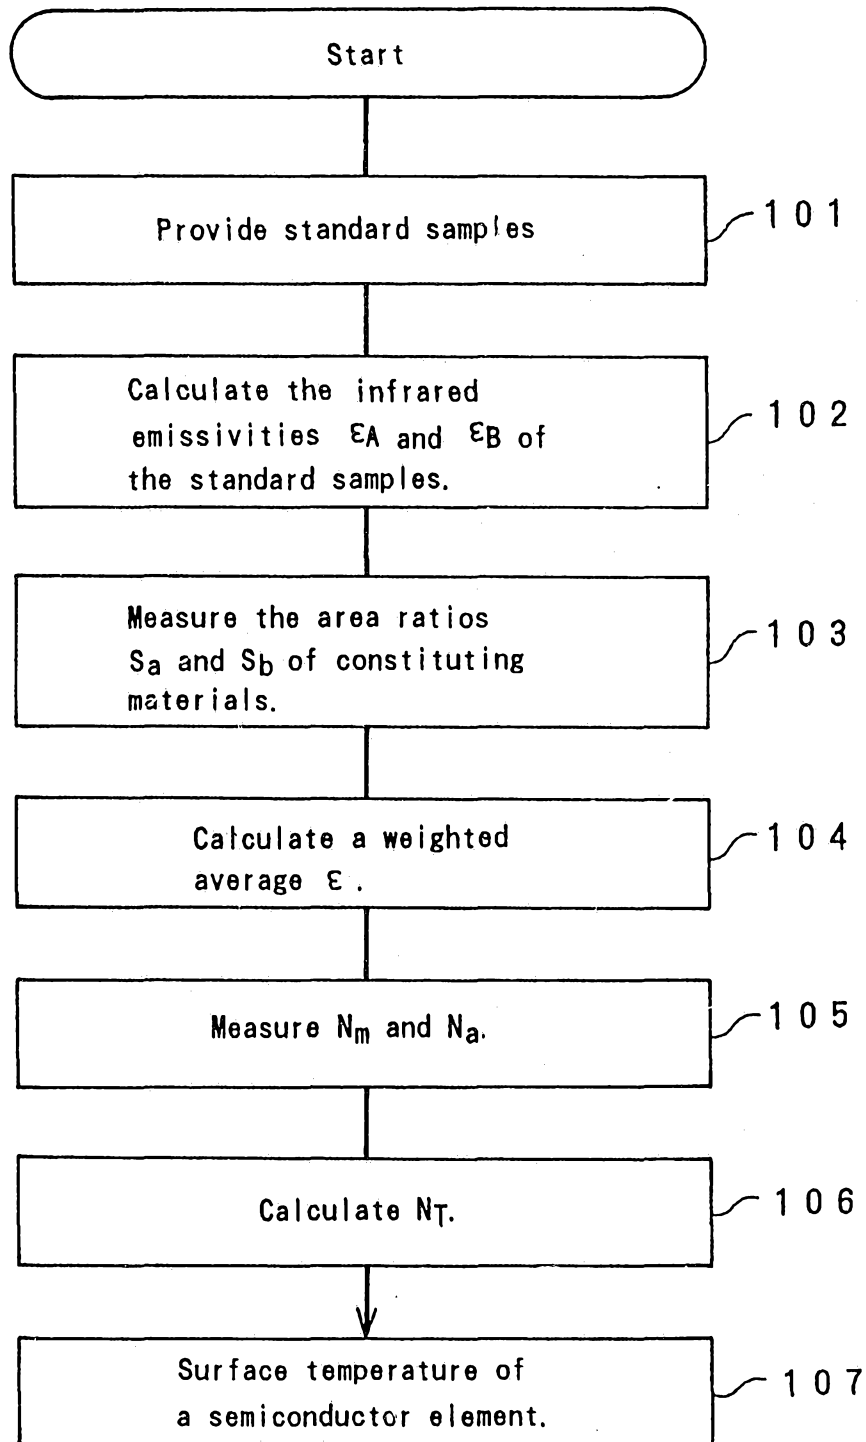 Start
Provide standard samples
101
Calculate the infrared
emissivities εA and εB of
the standard samples.
102
Measure the area ratios
Sa and Sb of constituting
materials.
103
Calculate a weighted
average ε.
104
Measure Nm and Na.
105
Calculate NT.
106
Surface temperature of
a semiconductor element.
107